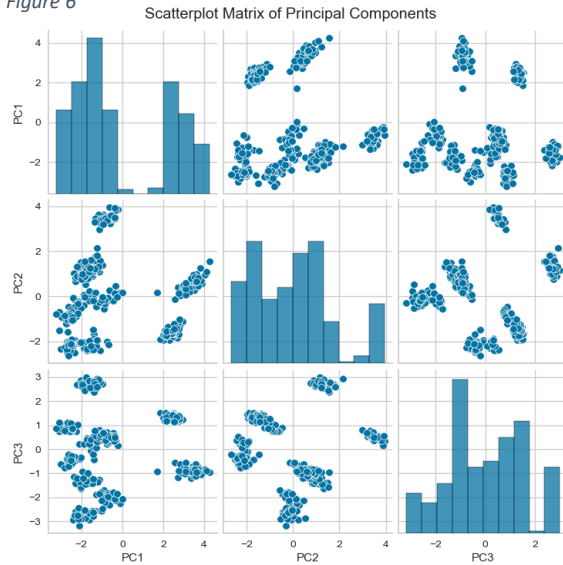 Figure 6
Scatterplot Matrix of Principal Components
4
2
0
−2
PC1
4
2
0
−2
PC2
3
2
1
0
−1
−2
−3
PC3
−2 0 2 4
−2 0 2 4
−2 0 2
PC1 PC2 PC3